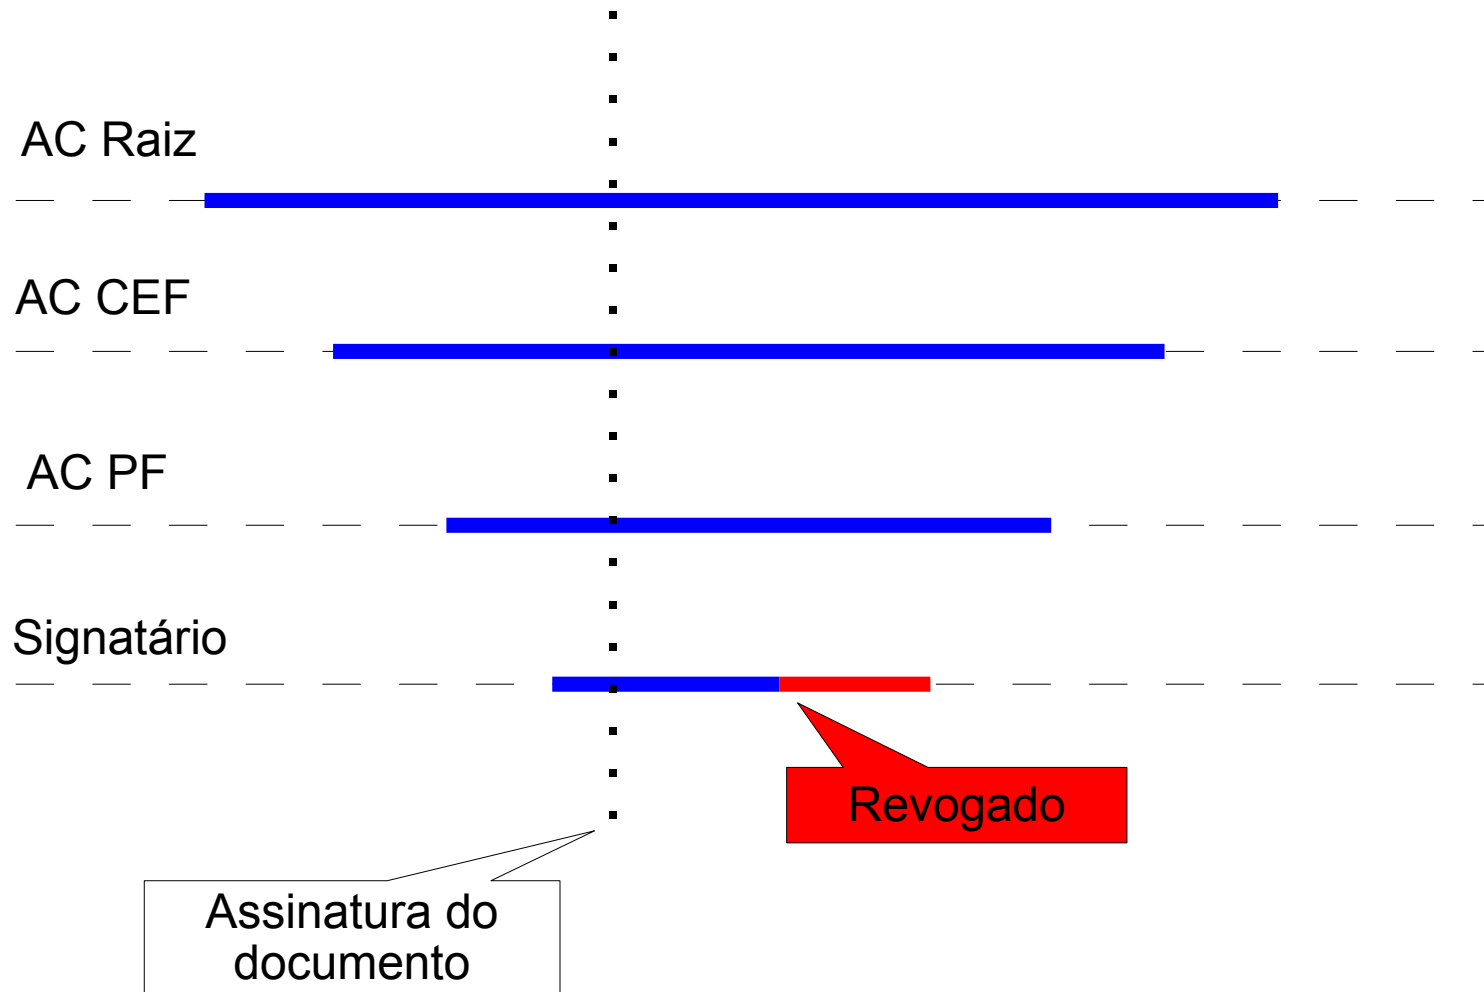 AC Raiz
AC CEF
AC PF
Signatário
Revogado
Assinatura do
documento